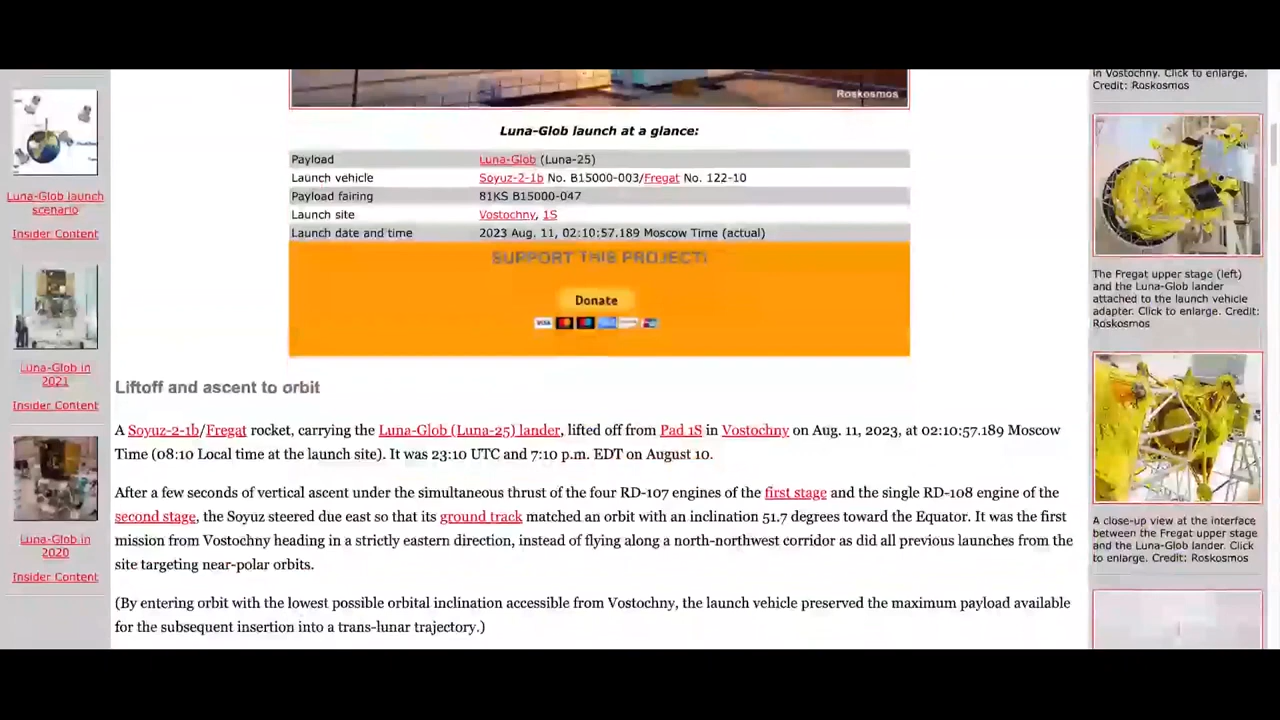 Roskosmos
Luna-Glob launch at a glance:
Payload Luna-Glob (Luna-25)
Launch vehicle Soyuz-2-1b No. B15000-003/Fregat No. 122-10
Payload fairing 81KS B15000-047
Launch site Vostochny, 1S
Launch date and time 2023 Aug. 11, 02:10:57.189 Moscow Time (actual)
SUPPORT THIS PROJECT!
Donate
VISA
Liftoff and ascent to orbit
A Soyuz-2-1b/Fregat rocket, carrying the Luna-Glob (Luna-25) lander, lifted off from Pad 1S in Vostochny on Aug. 11, 2023, at 02:10:57.189 Moscow
Time (08:10 Local time at the launch site). It was 23:10 UTC and 7:10 p.m. EDT on August 10.
After a few seconds of vertical ascent under the simultaneous thrust of the four RD-107 engines of the first stage and the single RD-108 engine of the
second stage, the Soyuz steered due east so that its ground track matched an orbit with an inclination 51.7 degrees toward the Equator. It was the first
mission from Vostochny heading in a strictly eastern direction, instead of flying along a north-northwest corridor as did all previous launches from the
site targeting near-polar orbits.
(By entering orbit with the lowest possible orbital inclination accessible from Vostochny, the launch vehicle preserved the maximum payload available
for the subsequent insertion into a trans-lunar trajectory.)
Luna-Glob launch
scenario
Insider Content
Luna-Glob in
2021
Insider Content
Luna-Glob in
2020
Insider Content
in Vostochny. Click to enlarge.
Credit: Roskosmos
The Fregat upper stage (left)
and the Luna-Glob lander
attached to the launch vehicle
adapter. Click to enlarge. Credit:
Roskosmos
A close-up view at the interface
between the Fregat upper stage
and the Luna-Glob lander. Click
to enlarge. Credit: Roskosmos